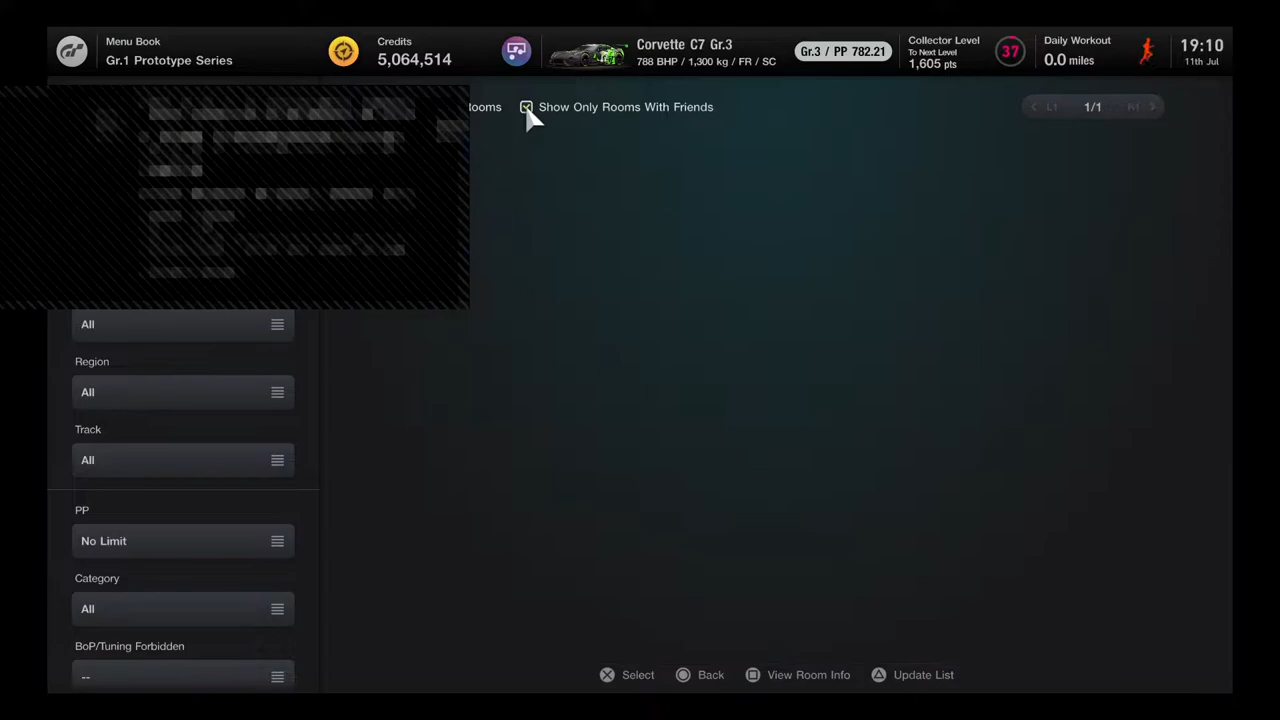 Menu Book
Gr.1 Prototype Series
Credits
5,064,514
Corvette C7 Gr.3
788 BHP / 1,300 kg / FR / SC
Gr.3 / PP 782.21
Collector Level
To Next Level
1,605 pts
37
Daily Workout
0.0 miles
19:10
11th Jul
Show Only Rooms With Friends
L1
1/1
R1
All
Region
All
Track
All
PP
No Limit
Category
All
BoP/Tuning Forbidden
--
Select
Back
View Room Info
Update List